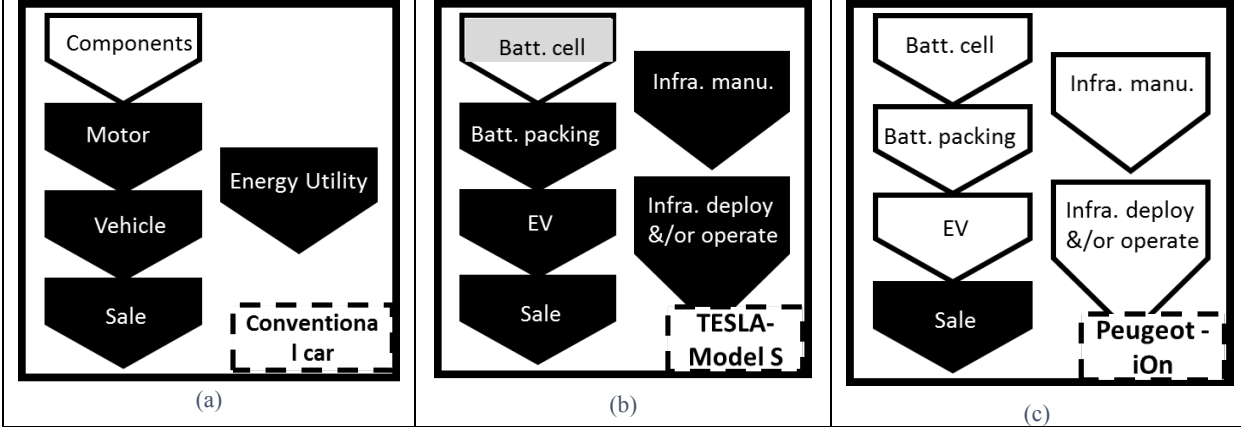 Components
Motor
Vehicle
Sale
Energy Utility
Conventiona
l car
(a)
Batt. cell
Batt. packing
EV
Sale
Infra. manu.
Infra. deploy
&/or operate
TESLA-
Model S
(b)
Batt. cell
Batt. packing
EV
Sale
Infra. manu.
Infra. deploy
&/or operate
Peugeot -
iOn
(c)